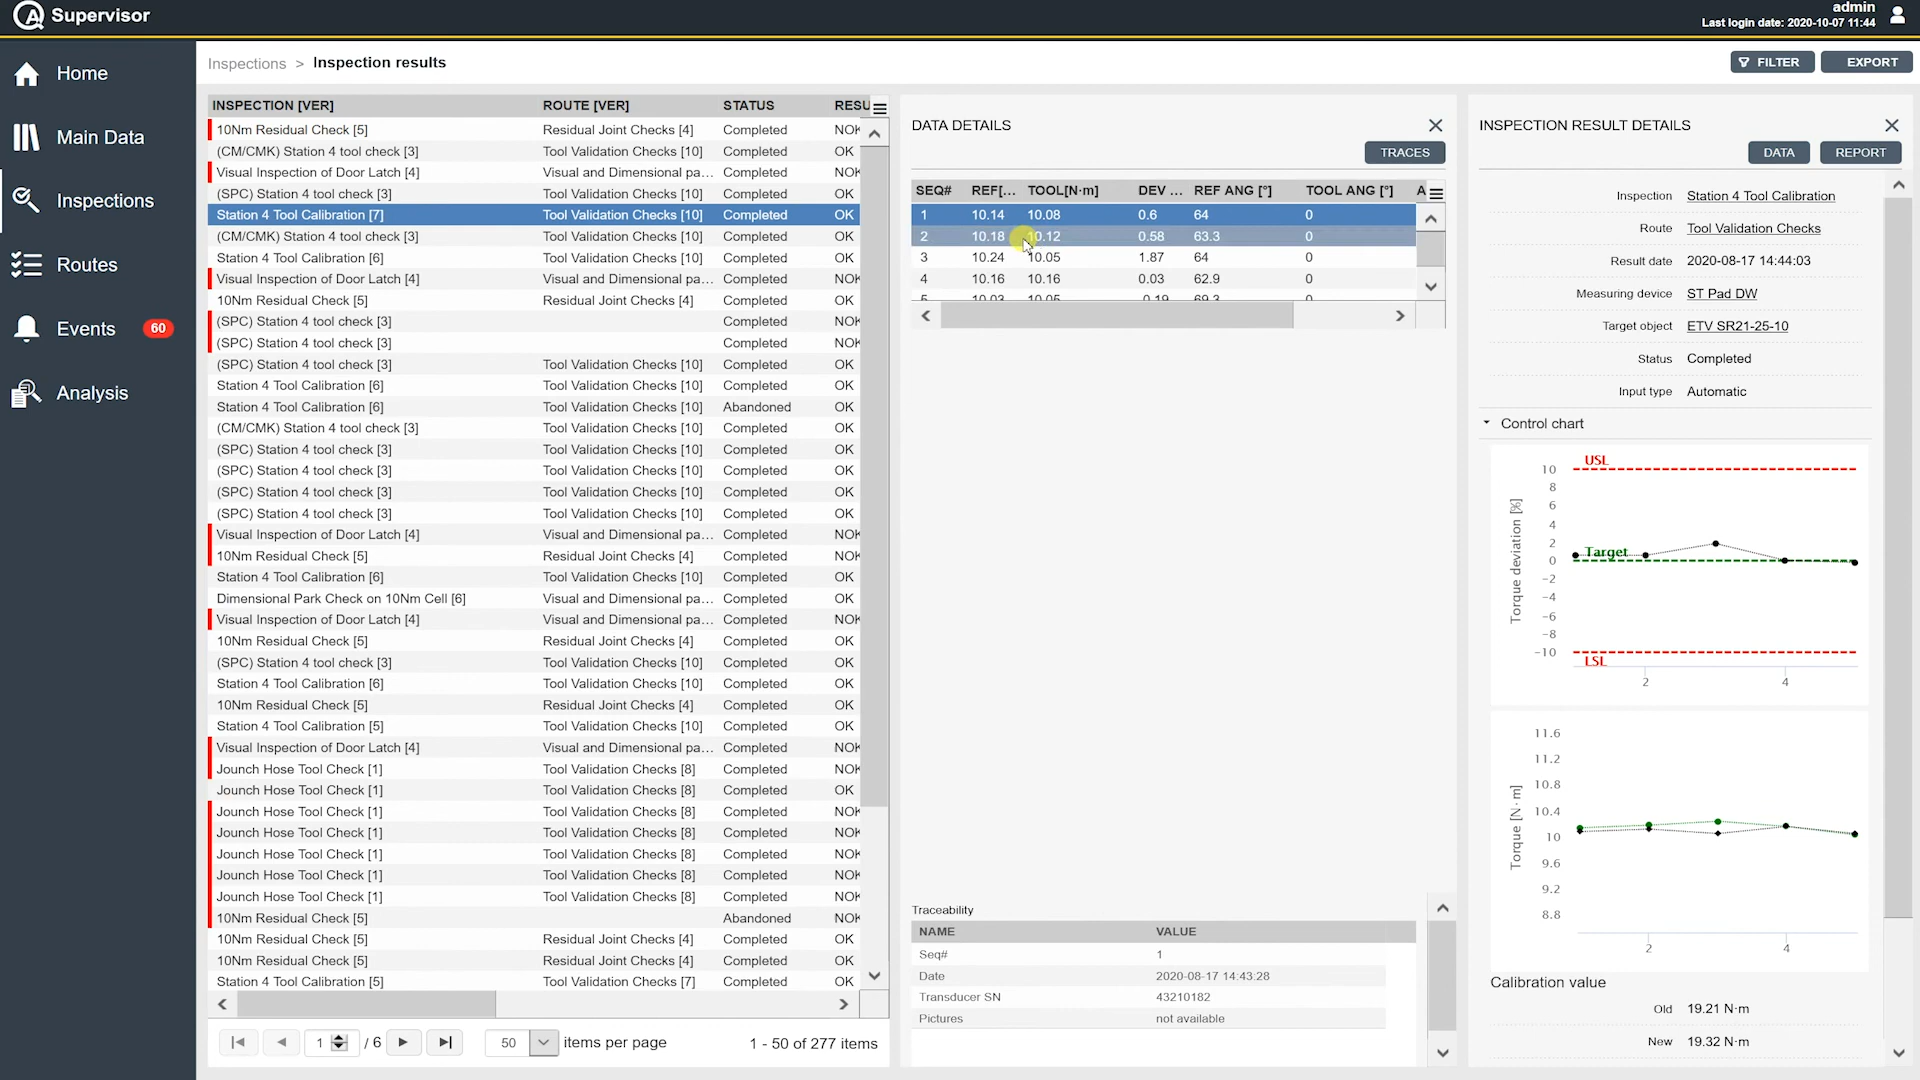 QA Supervisor
admin
Last login date: 2020-10-07 11:44
Home
Main Data
Inspections
Routes
Events 60
Analysis
Inspections > Inspection results
FILTER EXPORT
INSPECTION [VER] ROUTE [VER] STATUS RESU
10Nm Residual Check [5] Residual Joint Checks [4] Completed NOK
(CM/CMK) Station 4 tool check [3] Tool Validation Checks [10] Completed OK
Visual Inspection of Door Latch [4] Visual and Dimensional pa... Completed NOK
(SPC) Station 4 tool check [3] Tool Validation Checks [10] Completed OK
Station 4 Tool Calibration [7] Tool Validation Checks [10] Completed OK
(CM/CMK) Station 4 tool check [3] Tool Validation Checks [10] Completed OK
Station 4 Tool Calibration [6] Tool Validation Checks [10] Completed OK
Visual Inspection of Door Latch [4] Visual and Dimensional pa... Completed NOK
10Nm Residual Check [5] Residual Joint Checks [4] Completed OK
(SPC) Station 4 tool check [3] Completed NOK
(SPC) Station 4 tool check [3] Completed NOK
(SPC) Station 4 tool check [3] Tool Validation Checks [10] Completed OK
Station 4 Tool Calibration [6] Tool Validation Checks [10] Completed OK
Station 4 Tool Calibration [6] Tool Validation Checks [10] Abandoned OK
(CM/CMK) Station 4 tool check [3] Tool Validation Checks [10] Completed OK
(SPC) Station 4 tool check [3] Tool Validation Checks [10] Completed OK
(SPC) Station 4 tool check [3] Tool Validation Checks [10] Completed OK
(SPC) Station 4 tool check [3] Tool Validation Checks [10] Completed OK
(SPC) Station 4 tool check [3] Tool Validation Checks [10] Completed OK
Visual Inspection of Door Latch [4] Visual and Dimensional pa... Completed NOK
10Nm Residual Check [5] Residual Joint Checks [4] Completed NOK
Station 4 Tool Calibration [6] Tool Validation Checks [10] Completed OK
Dimensional Park Check on 10Nm Cell [6] Visual and Dimensional pa... Completed OK
Visual Inspection of Door Latch [4] Visual and Dimensional pa... Completed NOK
10Nm Residual Check [5] Residual Joint Checks [4] Completed OK
(SPC) Station 4 tool check [3] Tool Validation Checks [10] Completed OK
Station 4 Tool Calibration [6] Tool Validation Checks [10] Completed OK
10Nm Residual Check [5] Residual Joint Checks [4] Completed OK
Station 4 Tool Calibration [5] Tool Validation Checks [10] Completed OK
Visual Inspection of Door Latch [4] Visual and Dimensional pa... Completed NOK
Jounch Hose Tool Check [1] Tool Validation Checks [8] Completed NOK
Jounch Hose Tool Check [1] Tool Validation Checks [8] Completed OK
Jounch Hose Tool Check [1] Tool Validation Checks [8] Completed NOK
Jounch Hose Tool Check [1] Tool Validation Checks [8] Completed NOK
Jounch Hose Tool Check [1] Tool Validation Checks [8] Completed NOK
Jounch Hose Tool Check [1] Tool Validation Checks [8] Completed NOK
Jounch Hose Tool Check [1] Tool Validation Checks [8] Completed NOK
10Nm Residual Check [5] Abandoned NOK
10Nm Residual Check [5] Residual Joint Checks [4] Completed OK
10Nm Residual Check [5] Residual Joint Checks [4] Completed OK
Station 4 Tool Calibration [5] Tool Validation Checks [7] Completed OK
1 / 6 50 items per page 1 - 50 of 277 items
DATA DETAILS
TRACES
SEQ# REF[... TOOL[N·m] DEV ... REF ANG [°] TOOL ANG [°] A
1 10.14 10.08 0.6 64 0
2 10.18 10.12 0.58 63.3 0
3 10.24 10.05 1.87 64 0
4 10.16 10.16 0.03 62.9 0
5 10.03 10.05 -0.19 69.3 0
Traceability
NAME VALUE
Seq# 1
Date 2020-08-17 14:43:28
Transducer SN 43210182
Pictures not available
INSPECTION RESULT DETAILS
DATA REPORT
Inspection Station 4 Tool Calibration
Route Tool Validation Checks
Result date 2020-08-17 14:44:03
Measuring device ST Pad DW
Target object ETV SR21-25-10
Status Completed
Input type Automatic
Control chart
USL
Target
LSL
Torque deviation [%]
10
8
6
4
2
0
-2
-4
-6
-8
-10
2 4
Torque [N·m]
11.6
11.2
10.8
10.4
10
9.6
9.2
8.8
2 4
Calibration value
Old 19.21 N·m
New 19.32 N·m